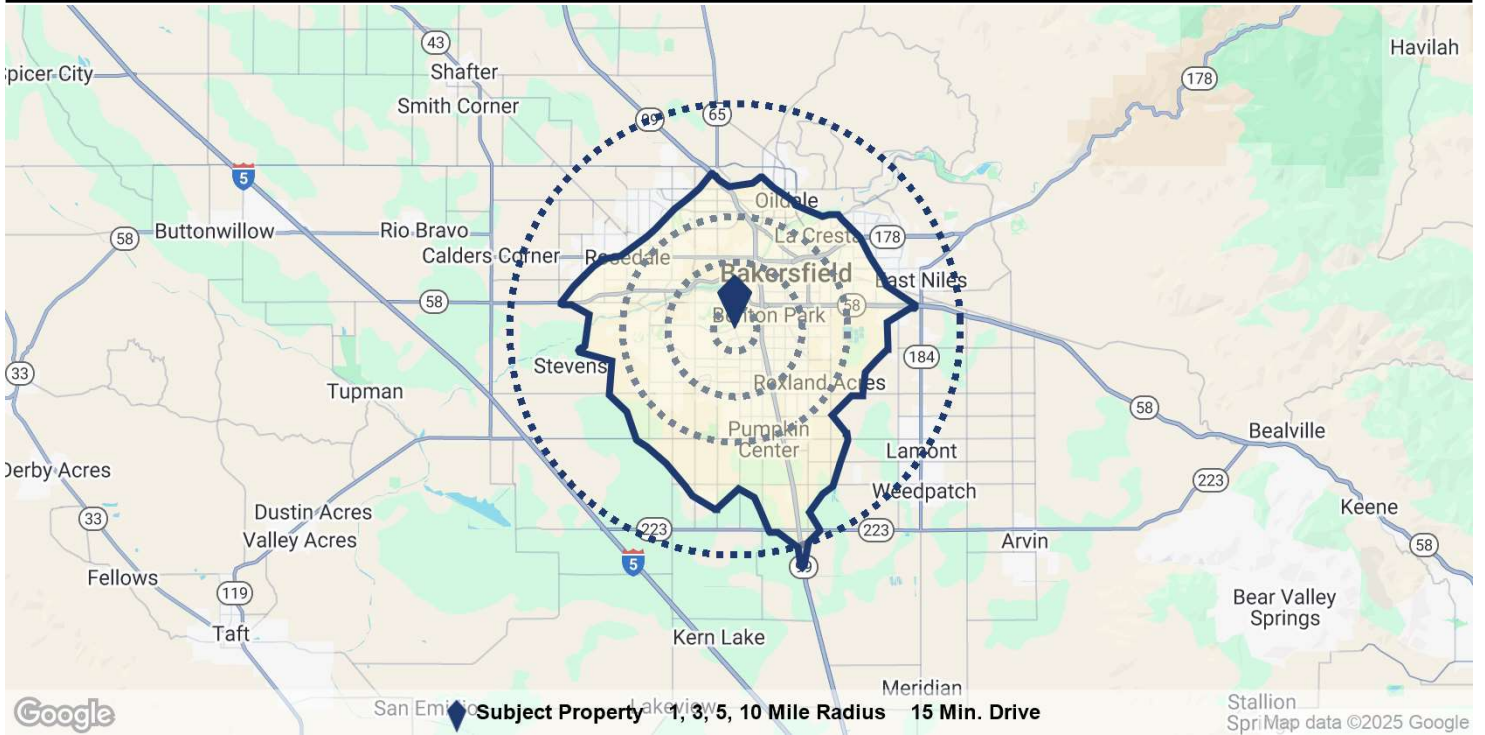 43
Havilah
picer City
Shafter
178
Smith Corner
99
65
5
Oildale
Buttonwillow
Rio Bravo
La Cresta
178
58
Calders Corner
Rosedale
Bakersfield
East Niles
58
58
Benton Park
33
Stevens
184
Tupman
Roxland Acres
58
Pumpkin
Center
Bealville
Lamont
Derby Acres
223
Weedpatch
33
Dustin Acres
Keene
Valley Acres
223
223
Arvin
58
5
99
Fellows
119
Bear Valley
Springs
Taft
Kern Lake
Meridian
Stallion
Google
San Emi
Lakeview
Subject Property 1, 3, 5, 10 Mile Radius 15 Min. Drive
Spri
Map data ©2025 Google